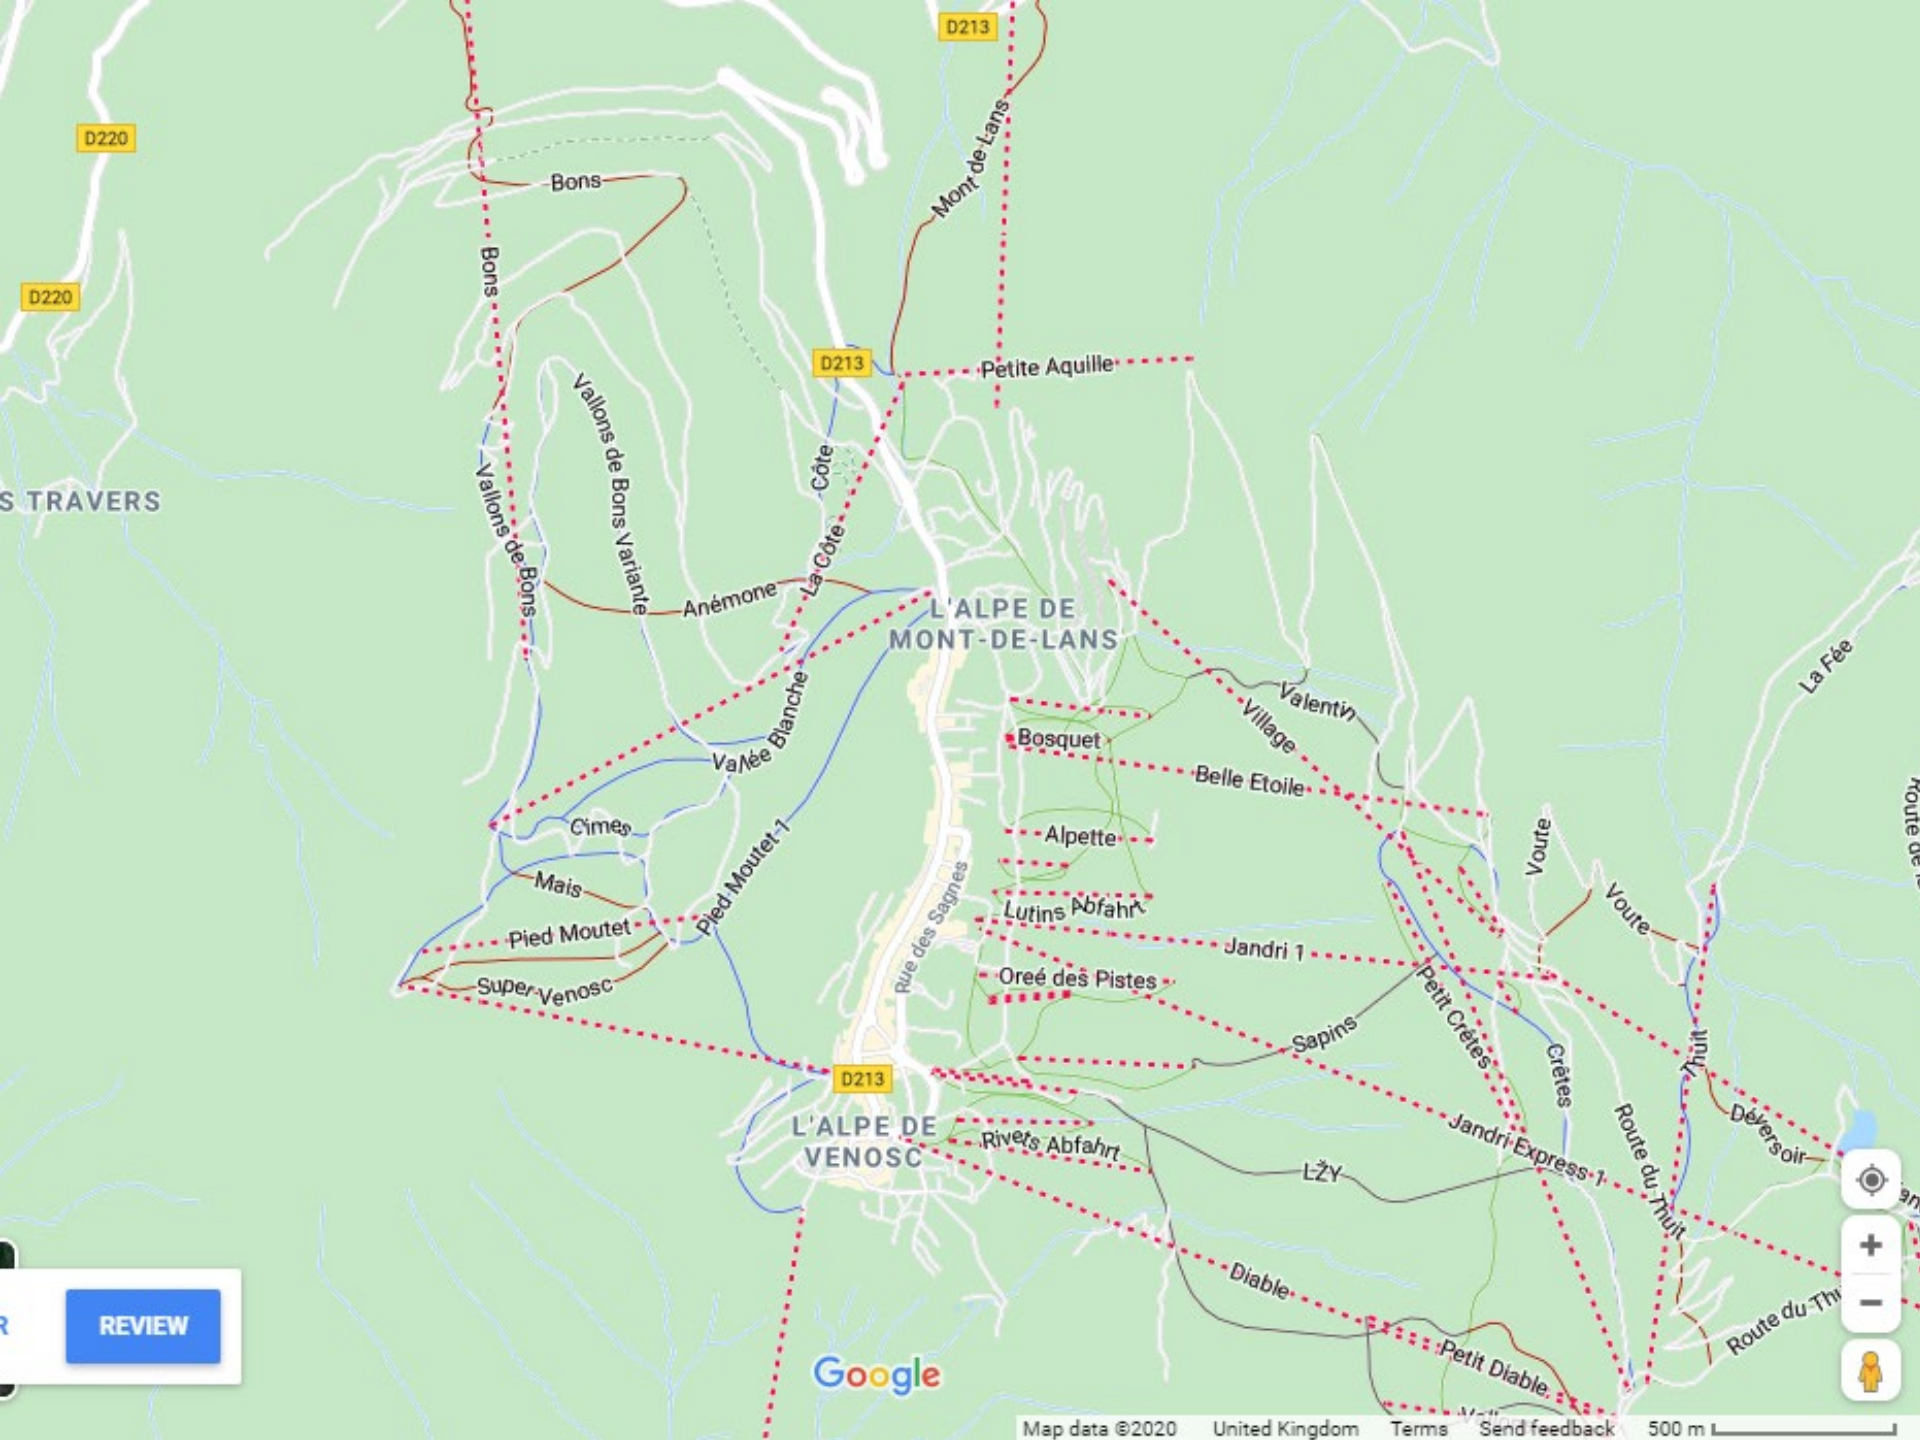 D213
D220
Mont-de-Lans
Bons
Bons
D220
D213
Petite Aquille
Vallons de Bons Variante
Côte
S TRAVERS
Vallons de Bons
La Côte
Anémone
L'ALPE DE
MONT-DE-LANS
La Fée
Valentin
Village
Vallée Blanche
Bosquet
Belle Etoile
Route de
Cimes
Alpette
Voute
Pied Moutet 1
Mais
Rue des Sagnes
Lutins Abfahrt
Voute
Pied Moutet
Jandri 1
Super Venosc
Oreé des Pistes
Petit Crêtes
Sapins
Thuit
Crêtes
D213
L'ALPE DE
VENOSC
Rivets Abfahrt
Jandri Express 1
Déversoir
LŽY
Route du Thuit
Diable
R
REVIEW
Route du Thu
Petit Diable
Google
Map data ©2020 United Kingdom Terms Send feedback 500 m